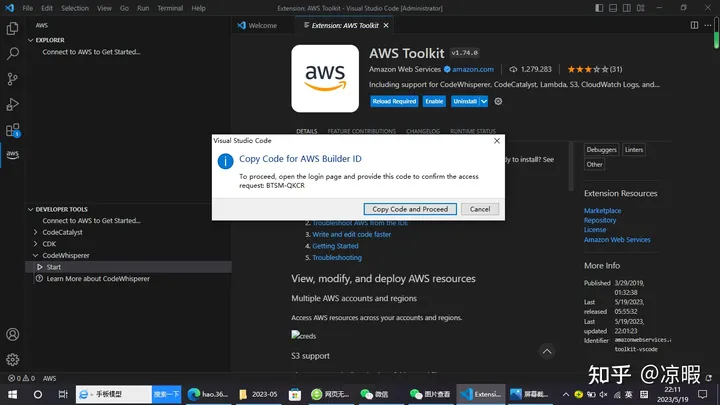 File Edit Selection View Go Run Terminal Help
Extension: AWS Toolkit - Visual Studio Code [Administrator]
AWS
Welcome
Extension: AWS Toolkit
EXPLORER
Connect to AWS to Get Started...
aws
AWS Toolkit v1.74.0
Amazon Web Services amazon.com 1,279,283 (31)
Including support for CodeWhisperer, CodeCatalyst, Lambda, S3, CloudWatch Logs, and...
Reload Required Enable Uninstall
DETAILS FEATURE CONTRIBUTIONS CHANGELOG RUNTIME STATUS
1
aws
Visual Studio Code
Copy Code for AWS Builder ID
To proceed, open the login page and provide this code to confirm the access
request: BTSM-QKCR
Copy Code and Proceed Cancel
dy to install? See
Debuggers Linters
Other
Extension Resources
Marketplace
Repository
License
Amazon Web Services
DEVELOPER TOOLS
Connect to AWS to Get Started...
CodeCatalyst
CDK
CodeWhisperer
Start
Learn More about CodeWhisperer
2. Troubleshoot AWS from the IDE
3. Write and edit code faster
4. Getting Started
5. Troubleshooting
View, modify, and deploy AWS resources
Multiple AWS accounts and regions
Access AWS resources across your accounts and regions.
creds
S3 support
More Info
Published 3/29/2019, 01:32:38
Last released 5/19/2023, 05:55:32
Last updated 5/19/2023, 22:01:23
Identifier amazonwebservices.aws-toolkit-vscode
0 0 AWS
知乎 @凉暇
手板模型 搜索一下
hao.36...
2023-05
网页无...
微信
图片查看
Extensi...
屏幕截...
英
22:11
2023/5/19